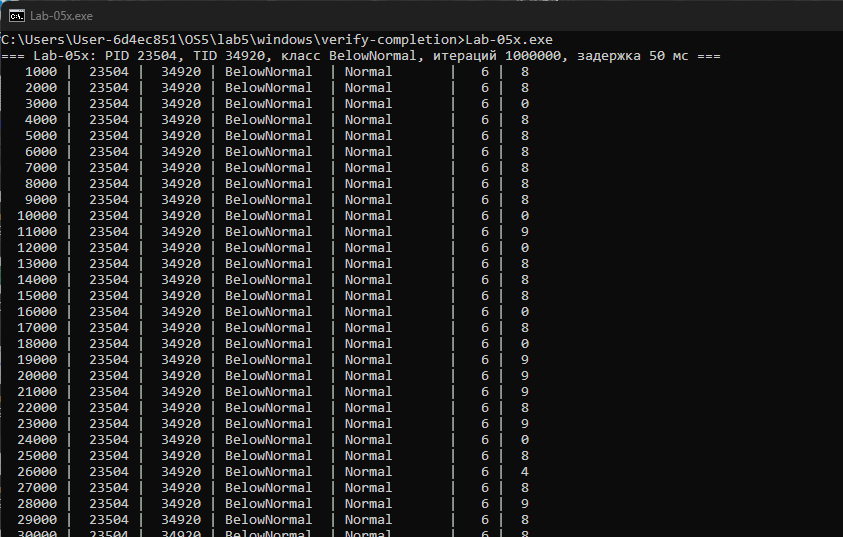 Lab-05x.exe
C:\Users\User-6d4ec851\OS5\lab5\windows\verify-completion>Lab-05x.exe
=== Lab-05x: PID 23504, TID 34920, класс BelowNormal, итераций 1000000, задержка 50 мс ===
1000 | 23504 | 34920 | BelowNormal | Normal | 6 | 8
2000 | 23504 | 34920 | BelowNormal | Normal | 6 | 8
3000 | 23504 | 34920 | BelowNormal | Normal | 6 | 0
4000 | 23504 | 34920 | BelowNormal | Normal | 6 | 8
5000 | 23504 | 34920 | BelowNormal | Normal | 6 | 8
6000 | 23504 | 34920 | BelowNormal | Normal | 6 | 8
7000 | 23504 | 34920 | BelowNormal | Normal | 6 | 8
8000 | 23504 | 34920 | BelowNormal | Normal | 6 | 8
9000 | 23504 | 34920 | BelowNormal | Normal | 6 | 8
10000 | 23504 | 34920 | BelowNormal | Normal | 6 | 0
11000 | 23504 | 34920 | BelowNormal | Normal | 6 | 9
12000 | 23504 | 34920 | BelowNormal | Normal | 6 | 0
13000 | 23504 | 34920 | BelowNormal | Normal | 6 | 8
14000 | 23504 | 34920 | BelowNormal | Normal | 6 | 8
15000 | 23504 | 34920 | BelowNormal | Normal | 6 | 8
16000 | 23504 | 34920 | BelowNormal | Normal | 6 | 0
17000 | 23504 | 34920 | BelowNormal | Normal | 6 | 8
18000 | 23504 | 34920 | BelowNormal | Normal | 6 | 0
19000 | 23504 | 34920 | BelowNormal | Normal | 6 | 9
20000 | 23504 | 34920 | BelowNormal | Normal | 6 | 9
21000 | 23504 | 34920 | BelowNormal | Normal | 6 | 9
22000 | 23504 | 34920 | BelowNormal | Normal | 6 | 8
23000 | 23504 | 34920 | BelowNormal | Normal | 6 | 9
24000 | 23504 | 34920 | BelowNormal | Normal | 6 | 0
25000 | 23504 | 34920 | BelowNormal | Normal | 6 | 8
26000 | 23504 | 34920 | BelowNormal | Normal | 6 | 4
27000 | 23504 | 34920 | BelowNormal | Normal | 6 | 8
28000 | 23504 | 34920 | BelowNormal | Normal | 6 | 9
29000 | 23504 | 34920 | BelowNormal | Normal | 6 | 8
30000 | 23504 | 34920 | BelowNormal | Normal | 6 | 8